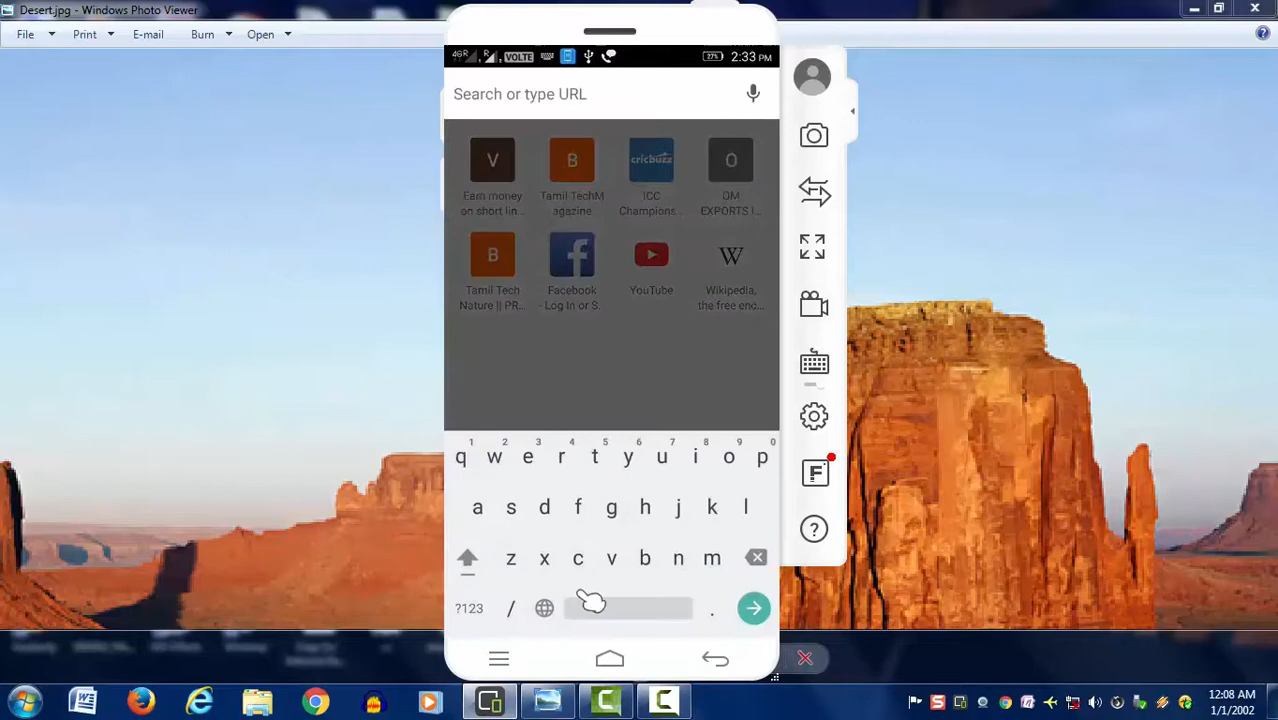 Desert.jpg - Windows Photo Viewer
File Print E-mail Burn Open
4G R R VOLTE 27% 2:33 PM
Search or type URL
V B cricbuzz O
Earn money Tamil TechM ICC OM
on short lin... agazine Champions... EXPORTS I...
B f W
Tamil Tech Facebook YouTube Wikipedia,
Nature || PR... - Log In or S... the free enc...
1 2 3 4 5 6 7 8 9 0
q w e r t y u i o p
a s d f g h j k l
z x c v b n m
?123 / .
F
?
12:08 AM
1/1/2002